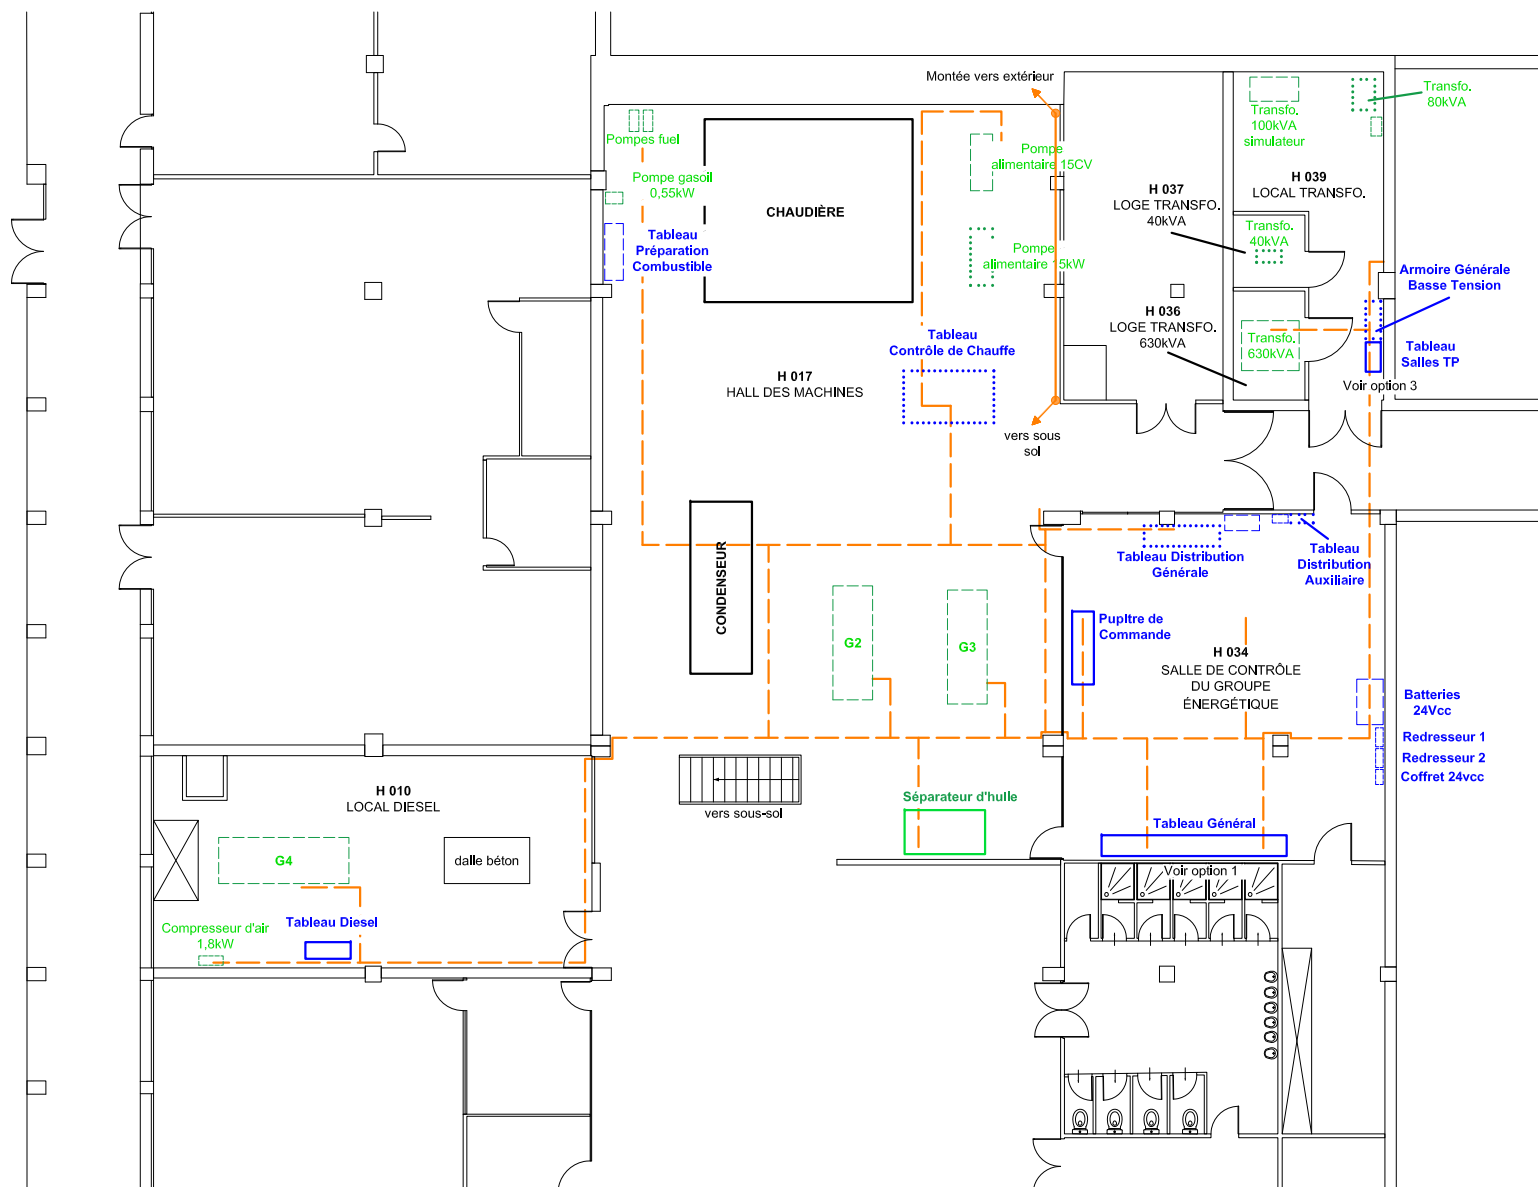 Montée vers extérieur
Transfo.
80kVA
Transfo.
100kVA
simulateur
Pompes fuel
Pompe
alimentaire 15CV
Pompe gasoil
0,55kW
H 037
LOGE TRANSFO.
40kVA
H 039
LOCAL TRANSFO.
CHAUDIÈRE
Tableau
Préparation
Combustible
Transfo.
40kVA
Pompe
alimentaire 15kW
Armoire Générale
Basse Tension
H 036
LOGE TRANSFO.
630kVA
Transfo.
630kVA
Tableau
Contrôle de Chauffe
Tableau
Salles TP
H 017
HALL DES MACHINES
Voir option 3
vers sous
sol
CONDENSEUR
Tableau Distribution
Générale
Tableau
Distribution
Auxiliaire
Pupitre de
Commande
G2
G3
H 034
SALLE DE CONTRÔLE
DU GROUPE
ÉNERGÉTIQUE
Batteries
24Vcc
Redresseur 1
Redresseur 2
Coffret 24vcc
H 010
LOCAL DIESEL
vers sous-sol
Séparateur d'huile
Tableau Général
G4
dalle béton
Voir option 1
Compresseur d'air
1,8kW
Tableau Diesel